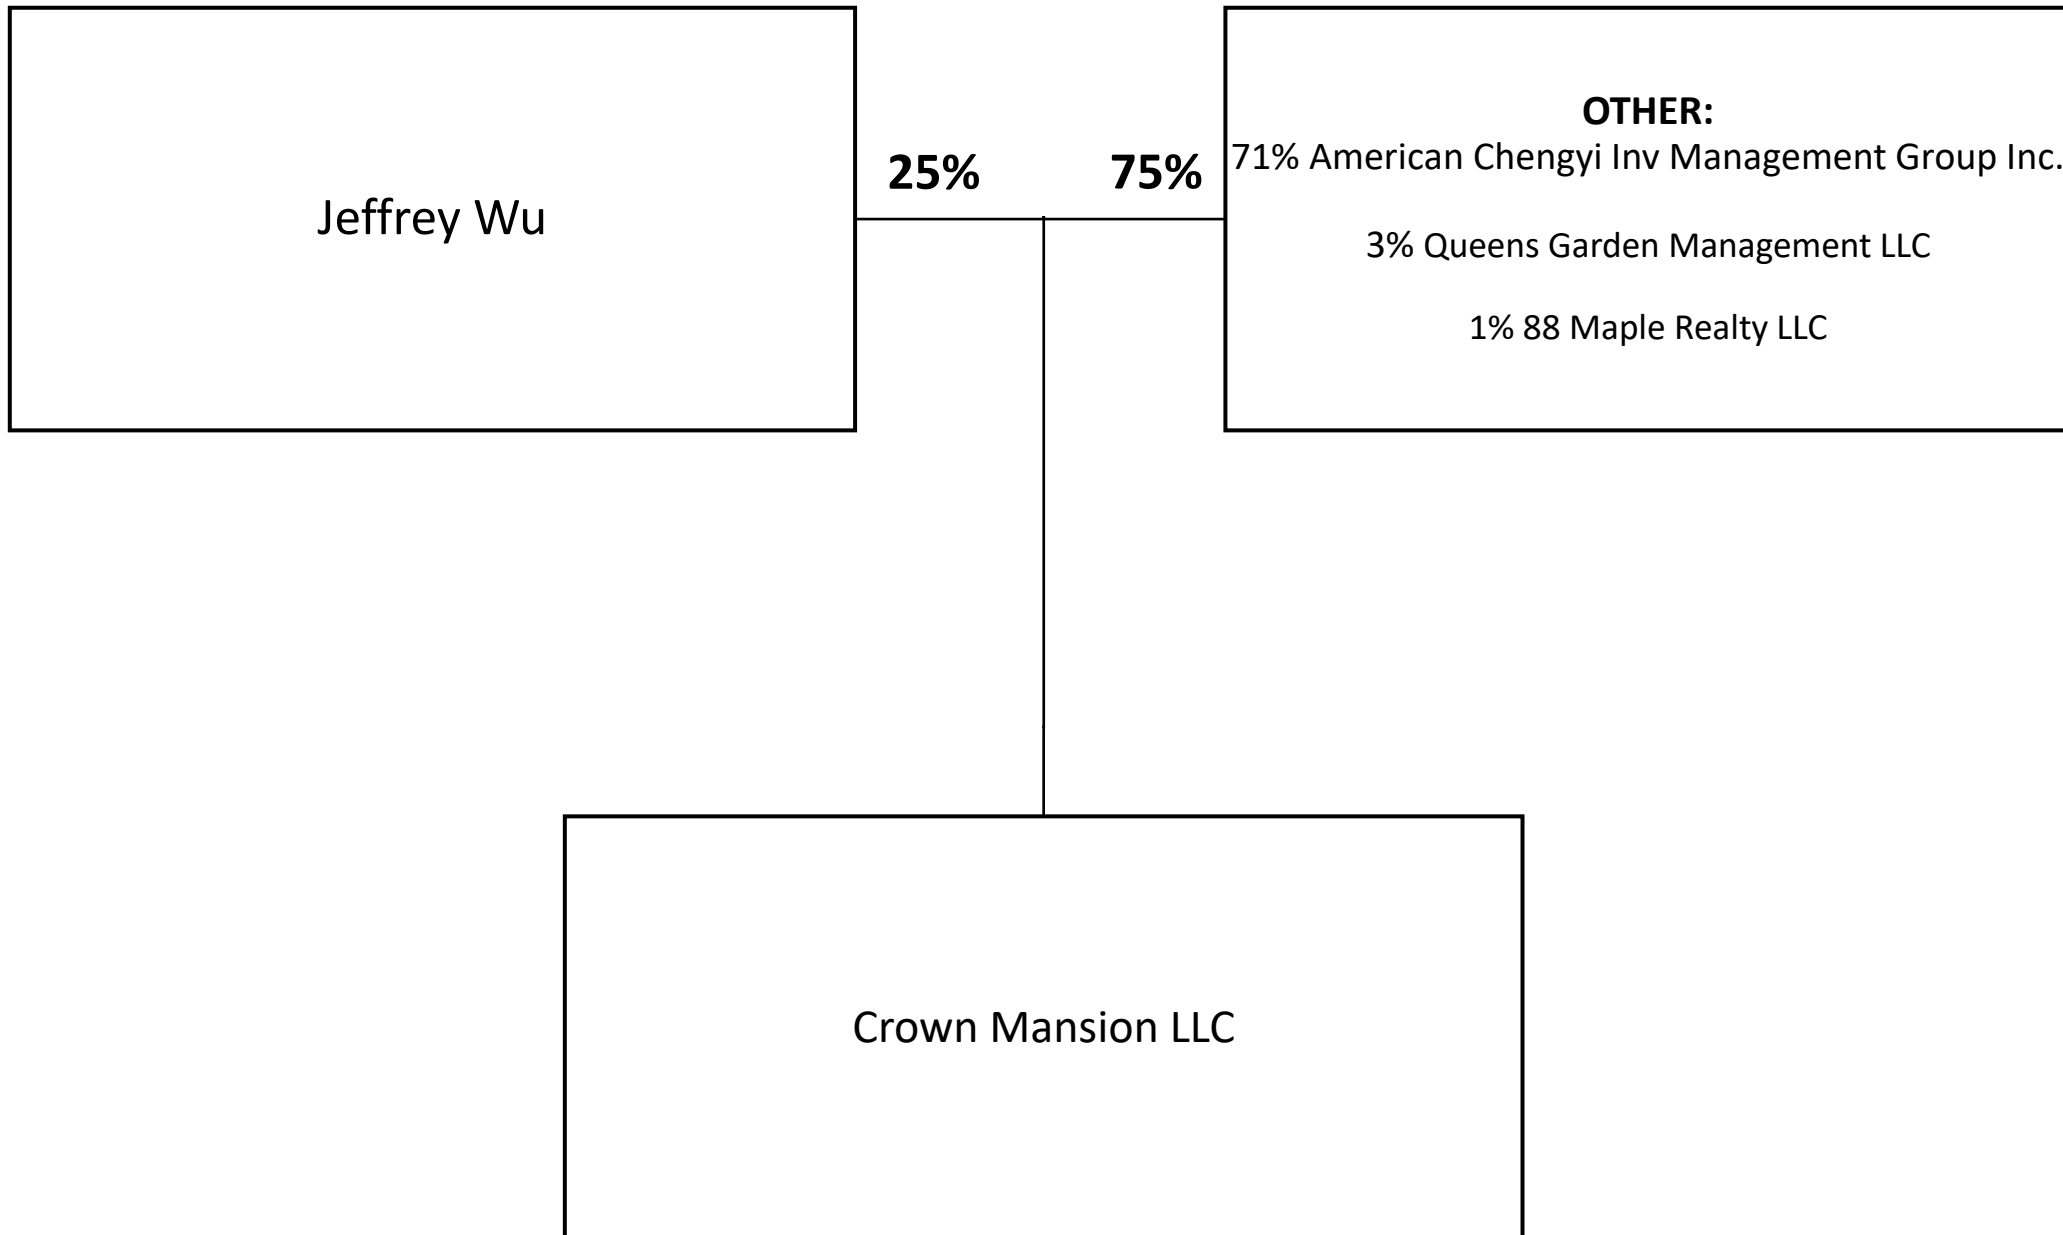 Jeffrey Wu
25%
75%
OTHER:
71% American Chengyi Inv Management Group Inc.
3% Queens Garden Management LLC
1% 88 Maple Realty LLC
Crown Mansion LLC